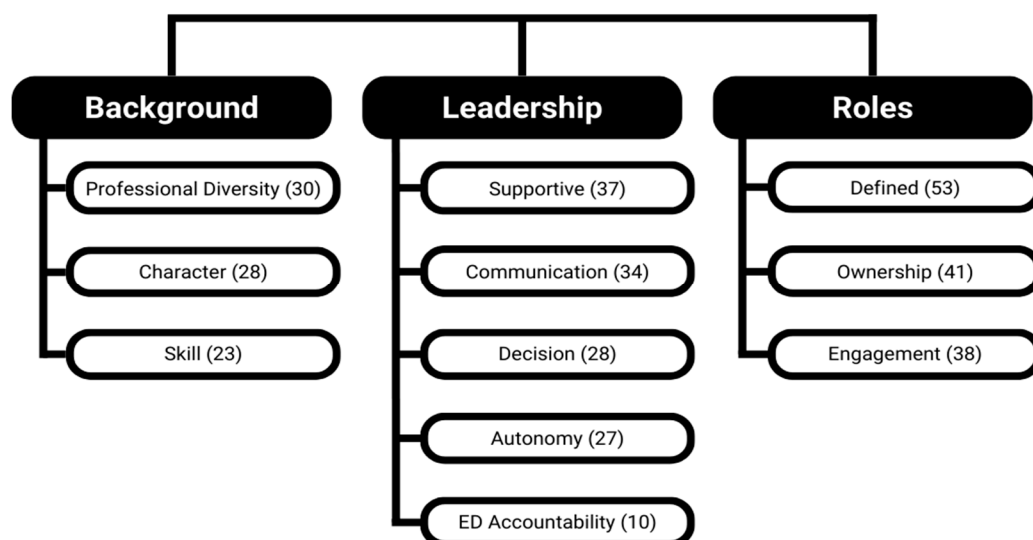 Background
Professional Diversity (30)
Character (28)
Skill (23)
Leadership
Supportive (37)
Communication (34)
Decision (28)
Autonomy (27)
ED Accountability (10)
Roles
Defined (53)
Ownership (41)
Engagement (38)